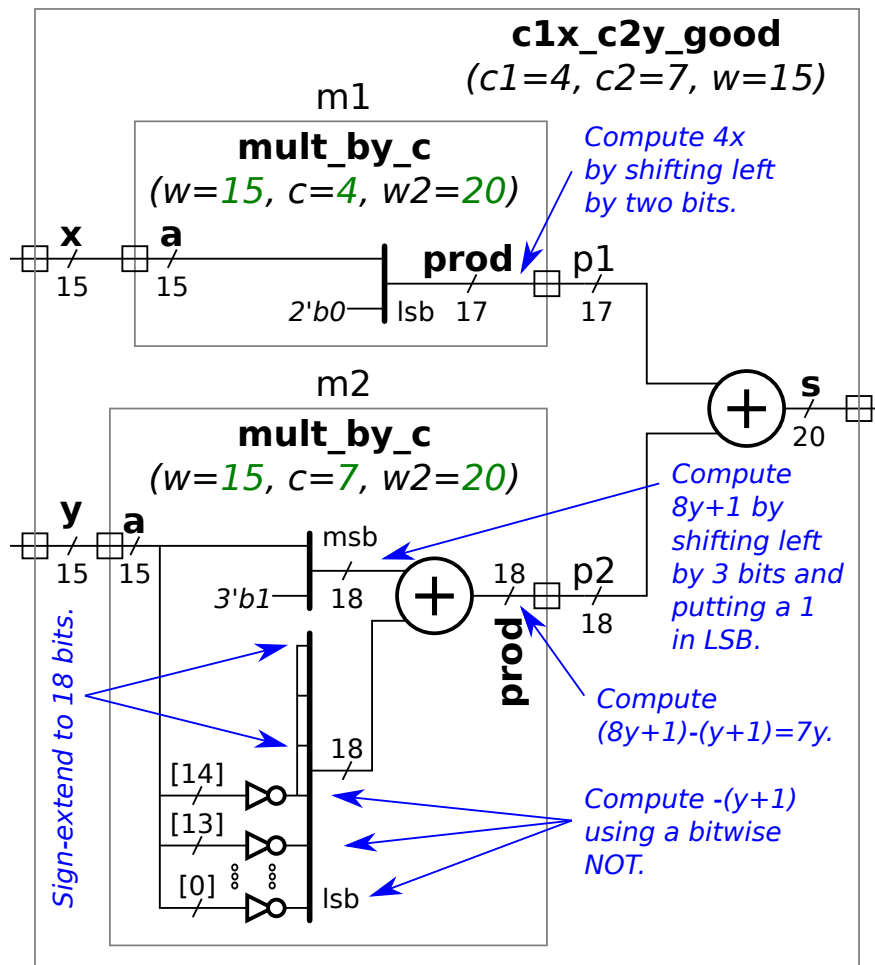 c1x_c2y_good
(c1=4, c2=7, w=15)
m1
mult_by_c
(w=15, c=4, w2=20)
Compute 4x
by shifting left
by two bits.
x
15
a
15
2'b0
lsb
prod
17
p1
17
s
20
m2
mult_by_c
(w=15, c=7, w2=20)
y
15
a
15
msb
3'b1
18
18
prod
p2
18
Compute
8y+1 by
shifting left
by 3 bits and
putting a 1
in LSB.
Sign-extend to 18 bits.
18
Compute
(8y+1)-(y+1)=7y.
[14]
[13]
[0]
lsb
Compute -(y+1)
using a bitwise
NOT.